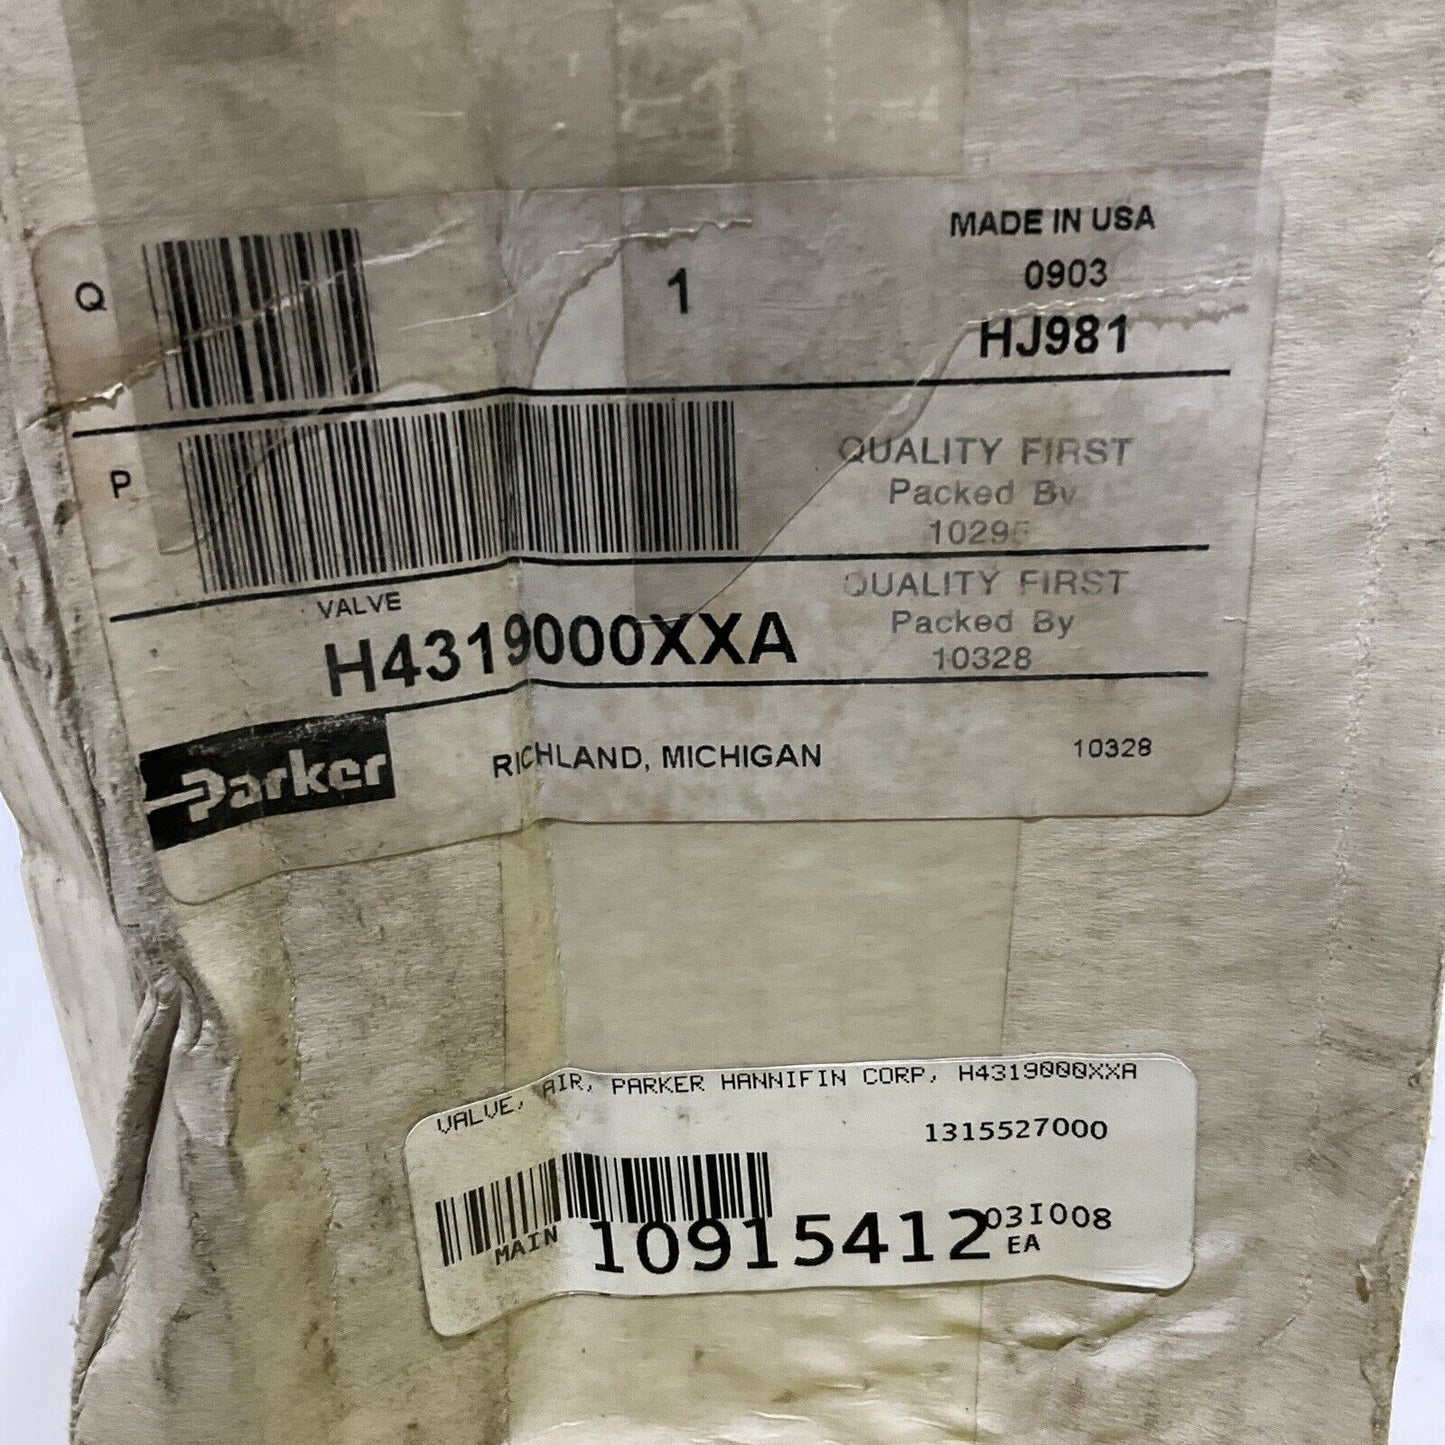 Q
1
MADE IN USA
0903
HJ981
P
QUALITY FIRST
Packed By
10295
VALVE
H4319000XXA
QUALITY FIRST
Packed By
10328
Parker
RICHLAND, MICHIGAN
10328
VALVE, AIR, PARKER HANNIFIN CORP, H4319000XXA
1315527000
MAIN
10915412
03I008
EA